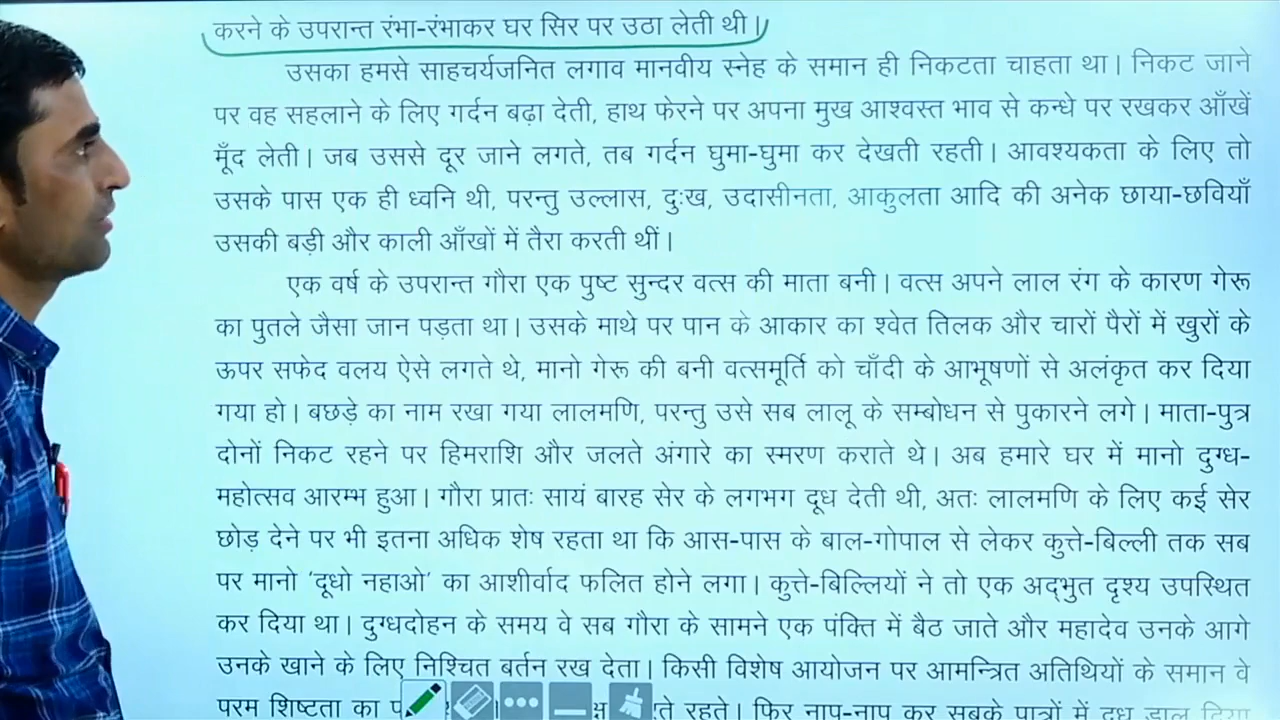 करने के उपरान्त रंभा-रंभाकर घर सिर पर उठा लेती थी।
उसका हमसे साहचर्यजनित लगाव मानवीय स्नेह के समान ही निकटता चाहता था। निकट जाने
पर वह सहलाने के लिए गर्दन बढ़ा देती, हाथ फेरने पर अपना मुख आश्वस्त भाव से कन्धे पर रखकर आँखें
मूँद लेती। जब उससे दूर जाने लगते, तब गर्दन घुमा-घुमा कर देखती रहती। आवश्यकता के लिए तो
उसके पास एक ही ध्वनि थी, परन्तु उल्लास, दुःख, उदासीनता, आकुलता आदि की अनेक छाया-छवियाँ
उसकी बड़ी और काली आँखों में तैरा करती थीं।
एक वर्ष के उपरान्त गौरा एक पुष्ट सुन्दर वत्स की माता बनी। वत्स अपने लाल रंग के कारण गेरू
का पुतले जैसा जान पड़ता था। उसके माथे पर पान के आकार का श्वेत तिलक और चारों पैरों में खुरों के
ऊपर सफेद वलय ऐसे लगते थे, मानो गेरू की बनी वत्समूर्ति को चाँदी के आभूषणों से अलंकृत कर दिया
गया हो। बछड़े का नाम रखा गया लालमणि, परन्तु उसे सब लालू के सम्बोधन से पुकारने लगे। माता-पुत्र
दोनों निकट रहने पर हिमराशि और जलते अंगारे का स्मरण कराते थे। अब हमारे घर में मानो दुग्ध-
महोत्सव आरम्भ हुआ। गौरा प्रातः सायं बारह सेर के लगभग दूध देती थी, अतः लालमणि के लिए कई सेर
छोड़ देने पर भी इतना अधिक शेष रहता था कि आस-पास के बाल-गोपाल से लेकर कुत्ते-बिल्ली तक सब
पर मानो 'दूधो नहाओ' का आशीर्वाद फलित होने लगा। कुत्ते-बिल्लियों ने तो एक अद्‌भुत दृश्य उपस्थित
कर दिया था। दुग्धदोहन के समय वे सब गौरा के सामने एक पंक्ति में बैठ जाते और महादेव उनके आगे
उनके खाने के लिए निश्चित बर्तन रख देता। किसी विशेष आयोजन पर आमन्त्रित अतिथियों के समान वे
परम शिष्टता का रहते। फिर नाप-नाप कर सबके पात्रों में दूध डाल दिया